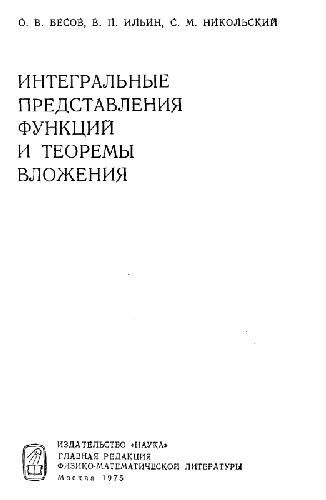 О. В. БЕСОВ, В. П. ИЛЬИН, С. М. НИКОЛЬСКИЙ
ИНТЕГРАЛЬНЫЕ
ПРЕДСТАВЛЕНИЯ
ФУНКЦИЙ
И ТЕОРЕМЫ
ВЛОЖЕНИЯ
ИЗДАТЕЛЬСТВО «НАУКА»
ГЛАВНАЯ РЕДАКЦИЯ
ФИЗИКО-МАТЕМАТИЧЕСКОЙ ЛИТЕРАТУРЫ
Москва 1975